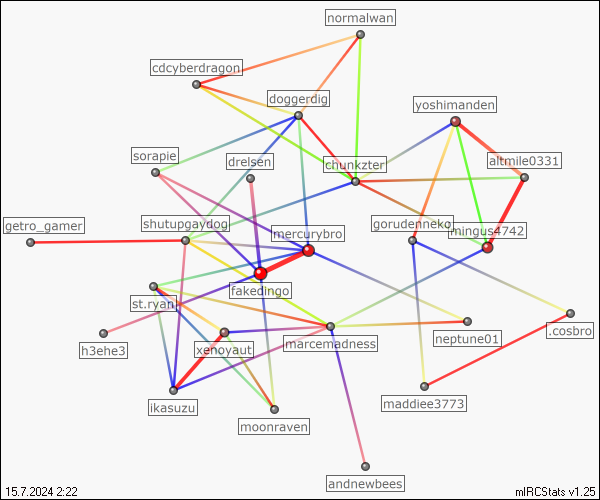 normalwan
cdcyberdragon
doggerdig
yoshimanden
sorapie
drelsen
chunkzter
altmile0331
getro_gamer
shutupgaydog
mercurybro
gorudenneko
mingus4742
fakedingo
st.ryan
h3ehe3
xenoyaut
marcemadness
neptune01
.cosbro
ikasuzu
moonraven
maddiee3773
andnewbees
15.7.2024 2:22
mIRCStats v1.25